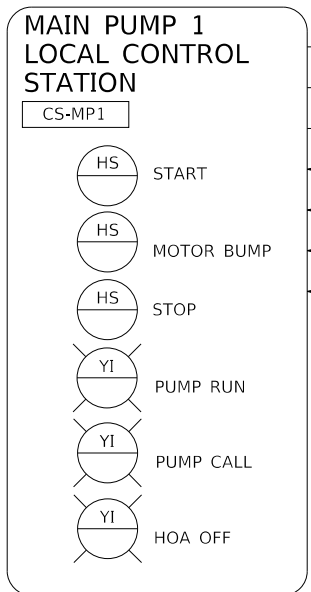 MAIN PUMP 1
LOCAL CONTROL
STATION
CS-MP1
HS
START
HS
MOTOR BUMP
HS
STOP
YI
PUMP RUN
YI
PUMP CALL
YI
HOA OFF